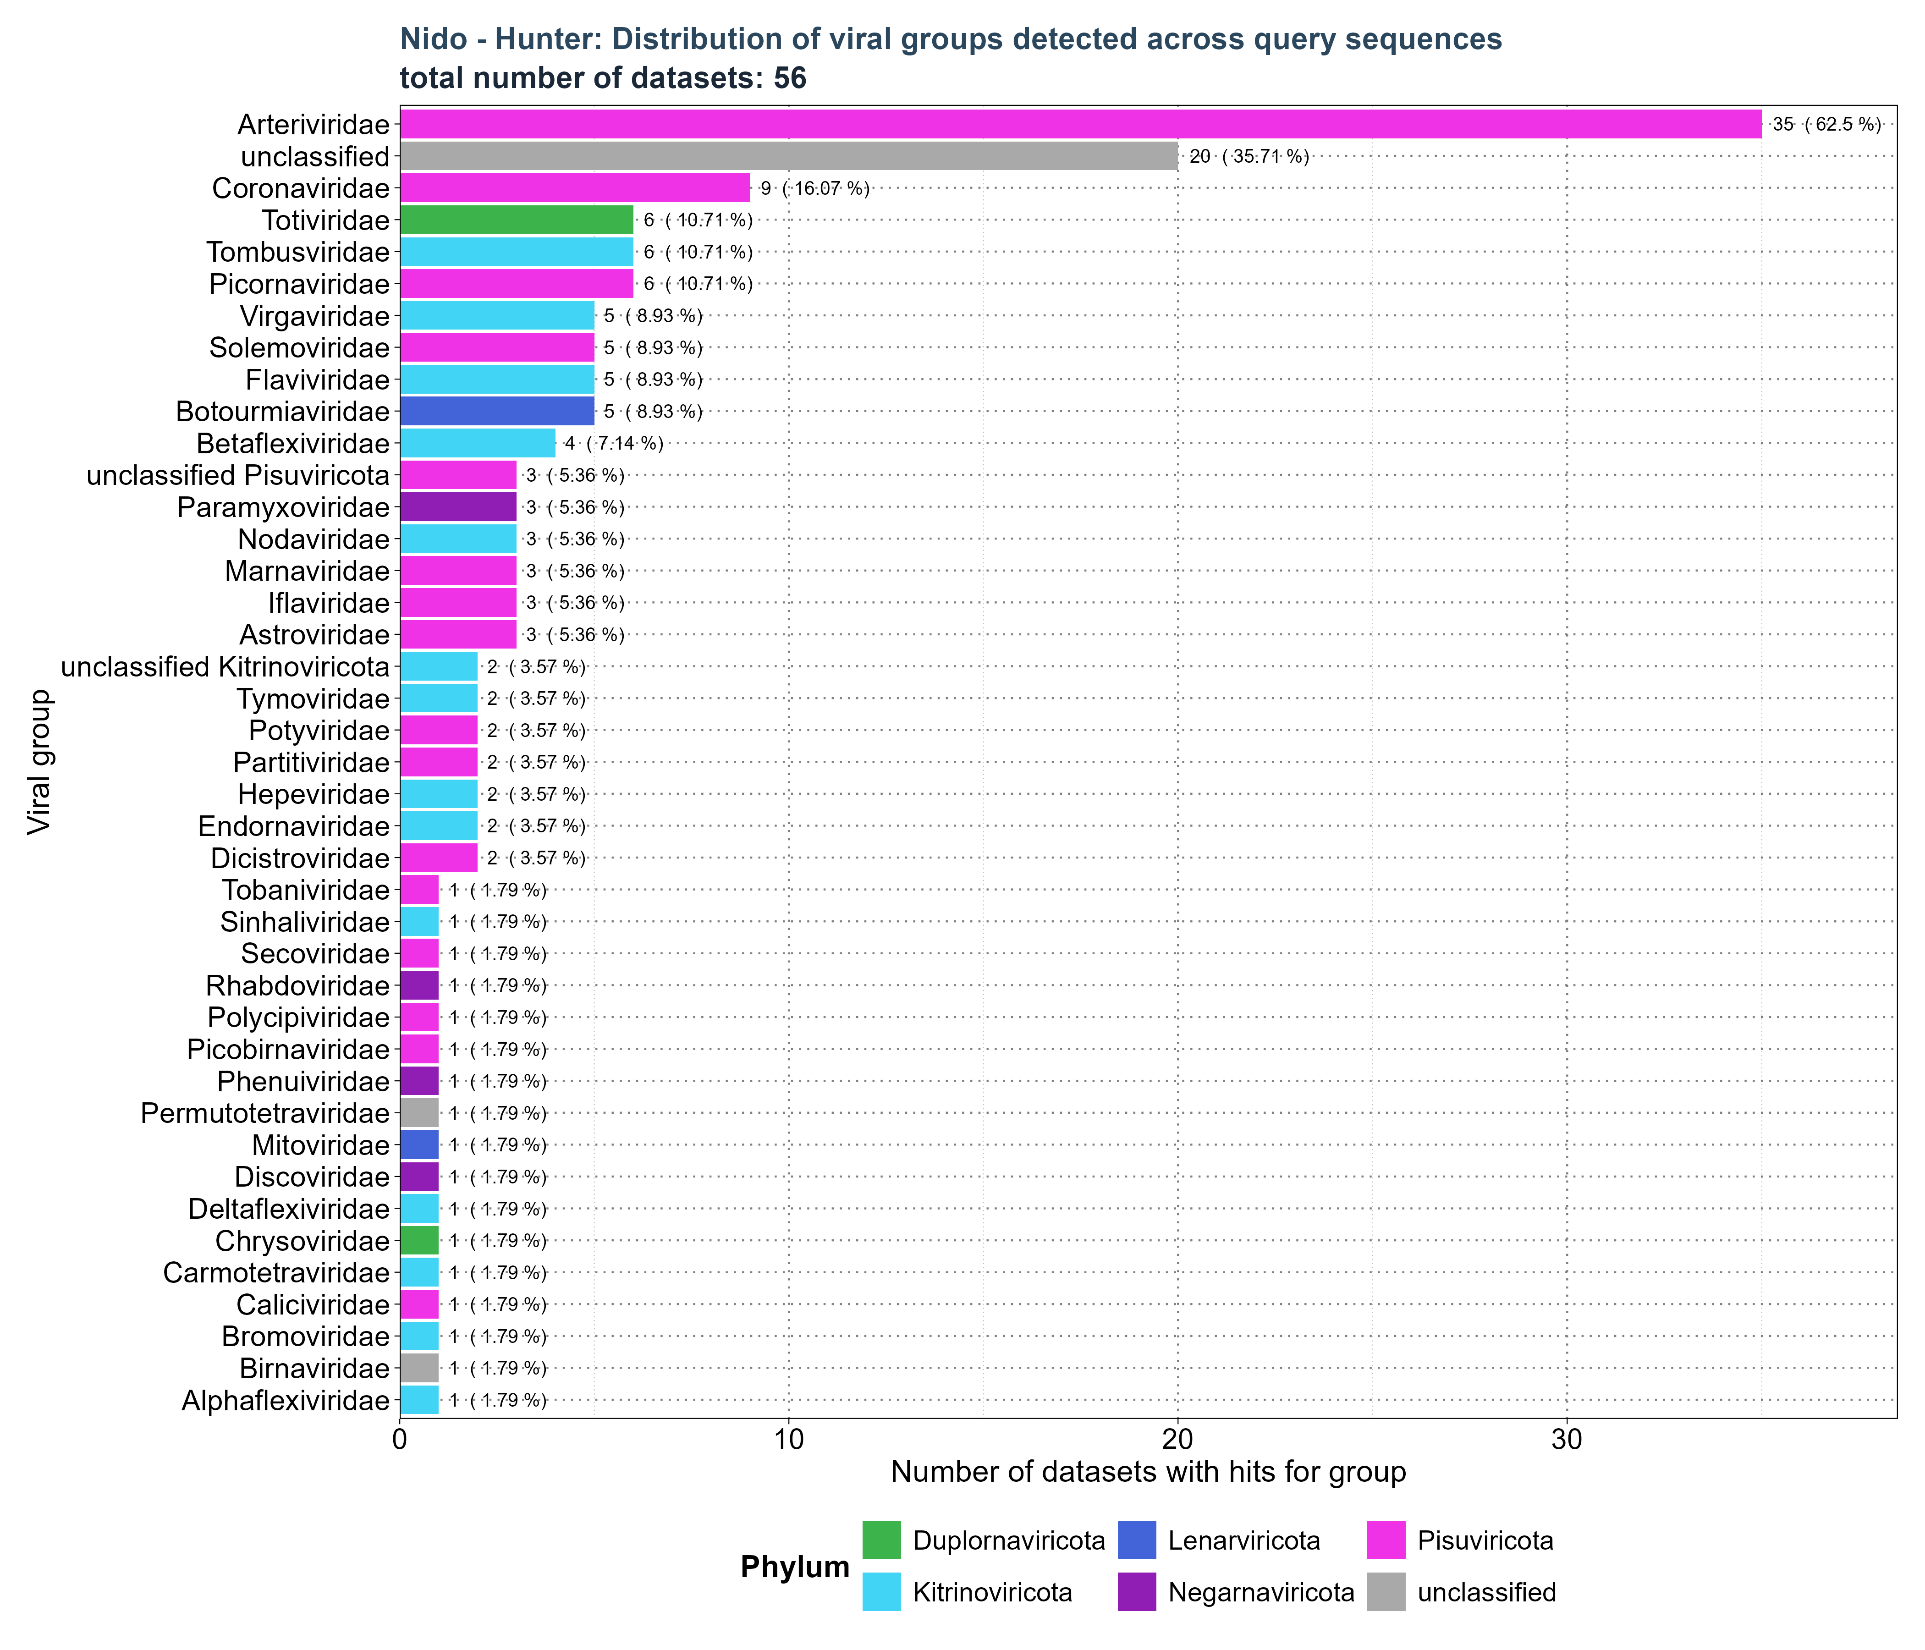 Nido - Hunter: Distribution of viral groups detected across query sequences
total number of datasets: 56
Viral group
Arteriviridae 35 ( 62.5 %)
unclassified 20 ( 35.71 %)
Coronaviridae 9 ( 16.07 %)
Totiviridae 6 ( 10.71 %)
Tombusviridae 6 ( 10.71 %)
Picornaviridae 6 ( 10.71 %)
Virgaviridae 5 ( 8.93 %)
Solemoviridae 5 ( 8.93 %)
Flaviviridae 5 ( 8.93 %)
Botourmiaviridae 5 ( 8.93 %)
Betaflexiviridae 4 ( 7.14 %)
unclassified Pisuviricota 3 ( 5.36 %)
Paramyxoviridae 3 ( 5.36 %)
Nodaviridae 3 ( 5.36 %)
Marnaviridae 3 ( 5.36 %)
Iflaviridae 3 ( 5.36 %)
Astroviridae 3 ( 5.36 %)
unclassified Kitrinoviricota 2 ( 3.57 %)
Tymoviridae 2 ( 3.57 %)
Potyviridae 2 ( 3.57 %)
Partitiviridae 2 ( 3.57 %)
Hepeviridae 2 ( 3.57 %)
Endornaviridae 2 ( 3.57 %)
Dicistroviridae 2 ( 3.57 %)
Tobaniviridae 1 ( 1.79 %)
Sinhaliviridae 1 ( 1.79 %)
Secoviridae 1 ( 1.79 %)
Rhabdoviridae 1 ( 1.79 %)
Polycipiviridae 1 ( 1.79 %)
Picobirnaviridae 1 ( 1.79 %)
Phenuiviridae 1 ( 1.79 %)
Permutotetraviridae 1 ( 1.79 %)
Mitoviridae 1 ( 1.79 %)
Discoviridae 1 ( 1.79 %)
Deltaflexiviridae 1 ( 1.79 %)
Chrysoviridae 1 ( 1.79 %)
Carmotetraviridae 1 ( 1.79 %)
Caliciviridae 1 ( 1.79 %)
Bromoviridae 1 ( 1.79 %)
Birnaviridae 1 ( 1.79 %)
Alphaflexiviridae 1 ( 1.79 %)
0 10 20 30
Number of datasets with hits for group
Phylum
Duplornaviricota Lenarviricota Pisuviricota
Kitrinoviricota Negarnaviricota unclassified